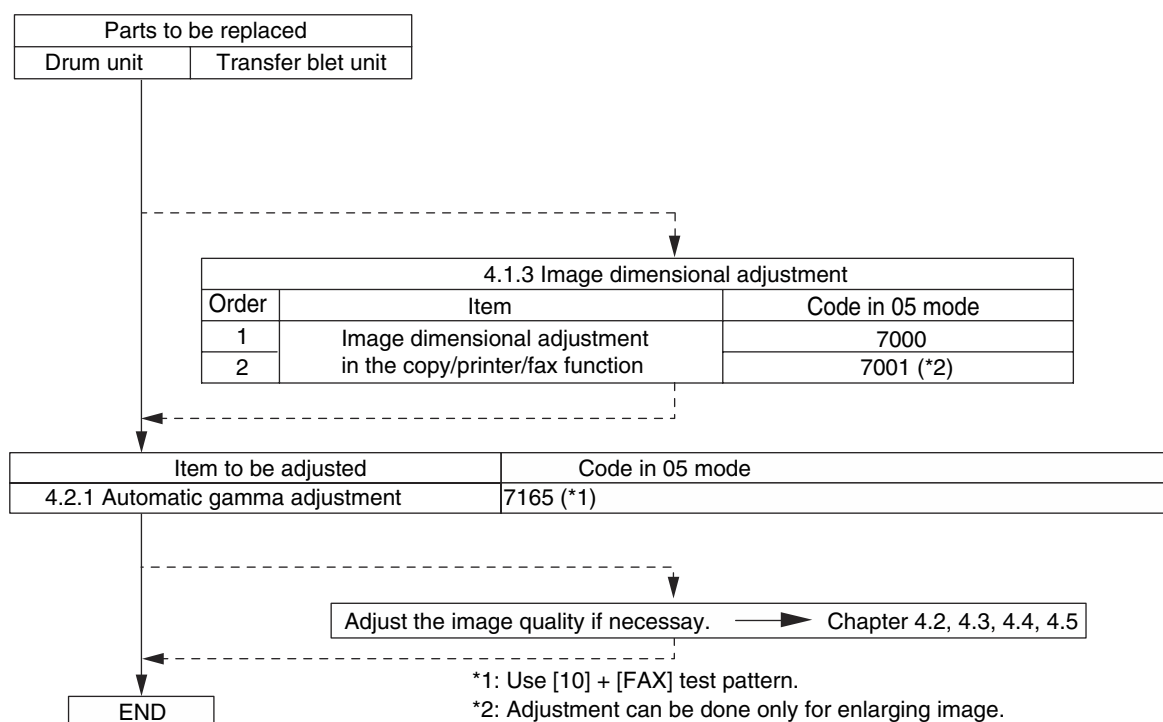 Parts to be replaced
Drum unit Transfer blet unit
4.1.3 Image dimensional adjustment
Order Item Code in 05 mode
1 Image dimensional adjustment 7000
2 in the copy/printer/fax function 7001 (*2)
Item to be adjusted Code in 05 mode
4.2.1 Automatic gamma adjustment 7165 (*1)
Adjust the image quality if necessay. Chapter 4.2, 4.3, 4.4, 4.5
*1: Use [10] + [FAX] test pattern.
*2: Adjustment can be done only for enlarging image.
END